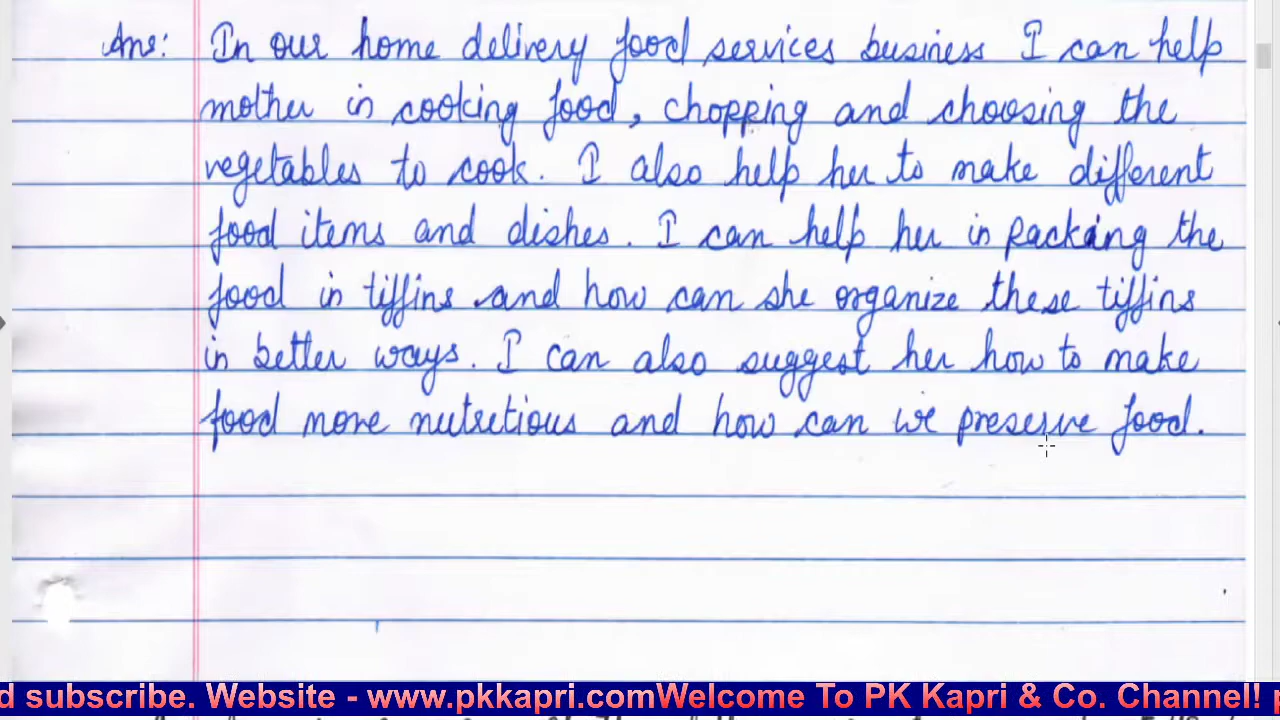 Ans: In our home delivery food services business I can help
mother in cooking food, chopping and choosing the
vegetables to cook. I also help her to make different
food items and dishes. I can help her in packing the
food in tiffins and how can she organize these tiffins
in better ways. I can also suggest her how to make
food more nutretious and how can we preserve food.
d subscribe. Website - www.pkkapri.comWelcome To PK Kapri & Co. Channel! p